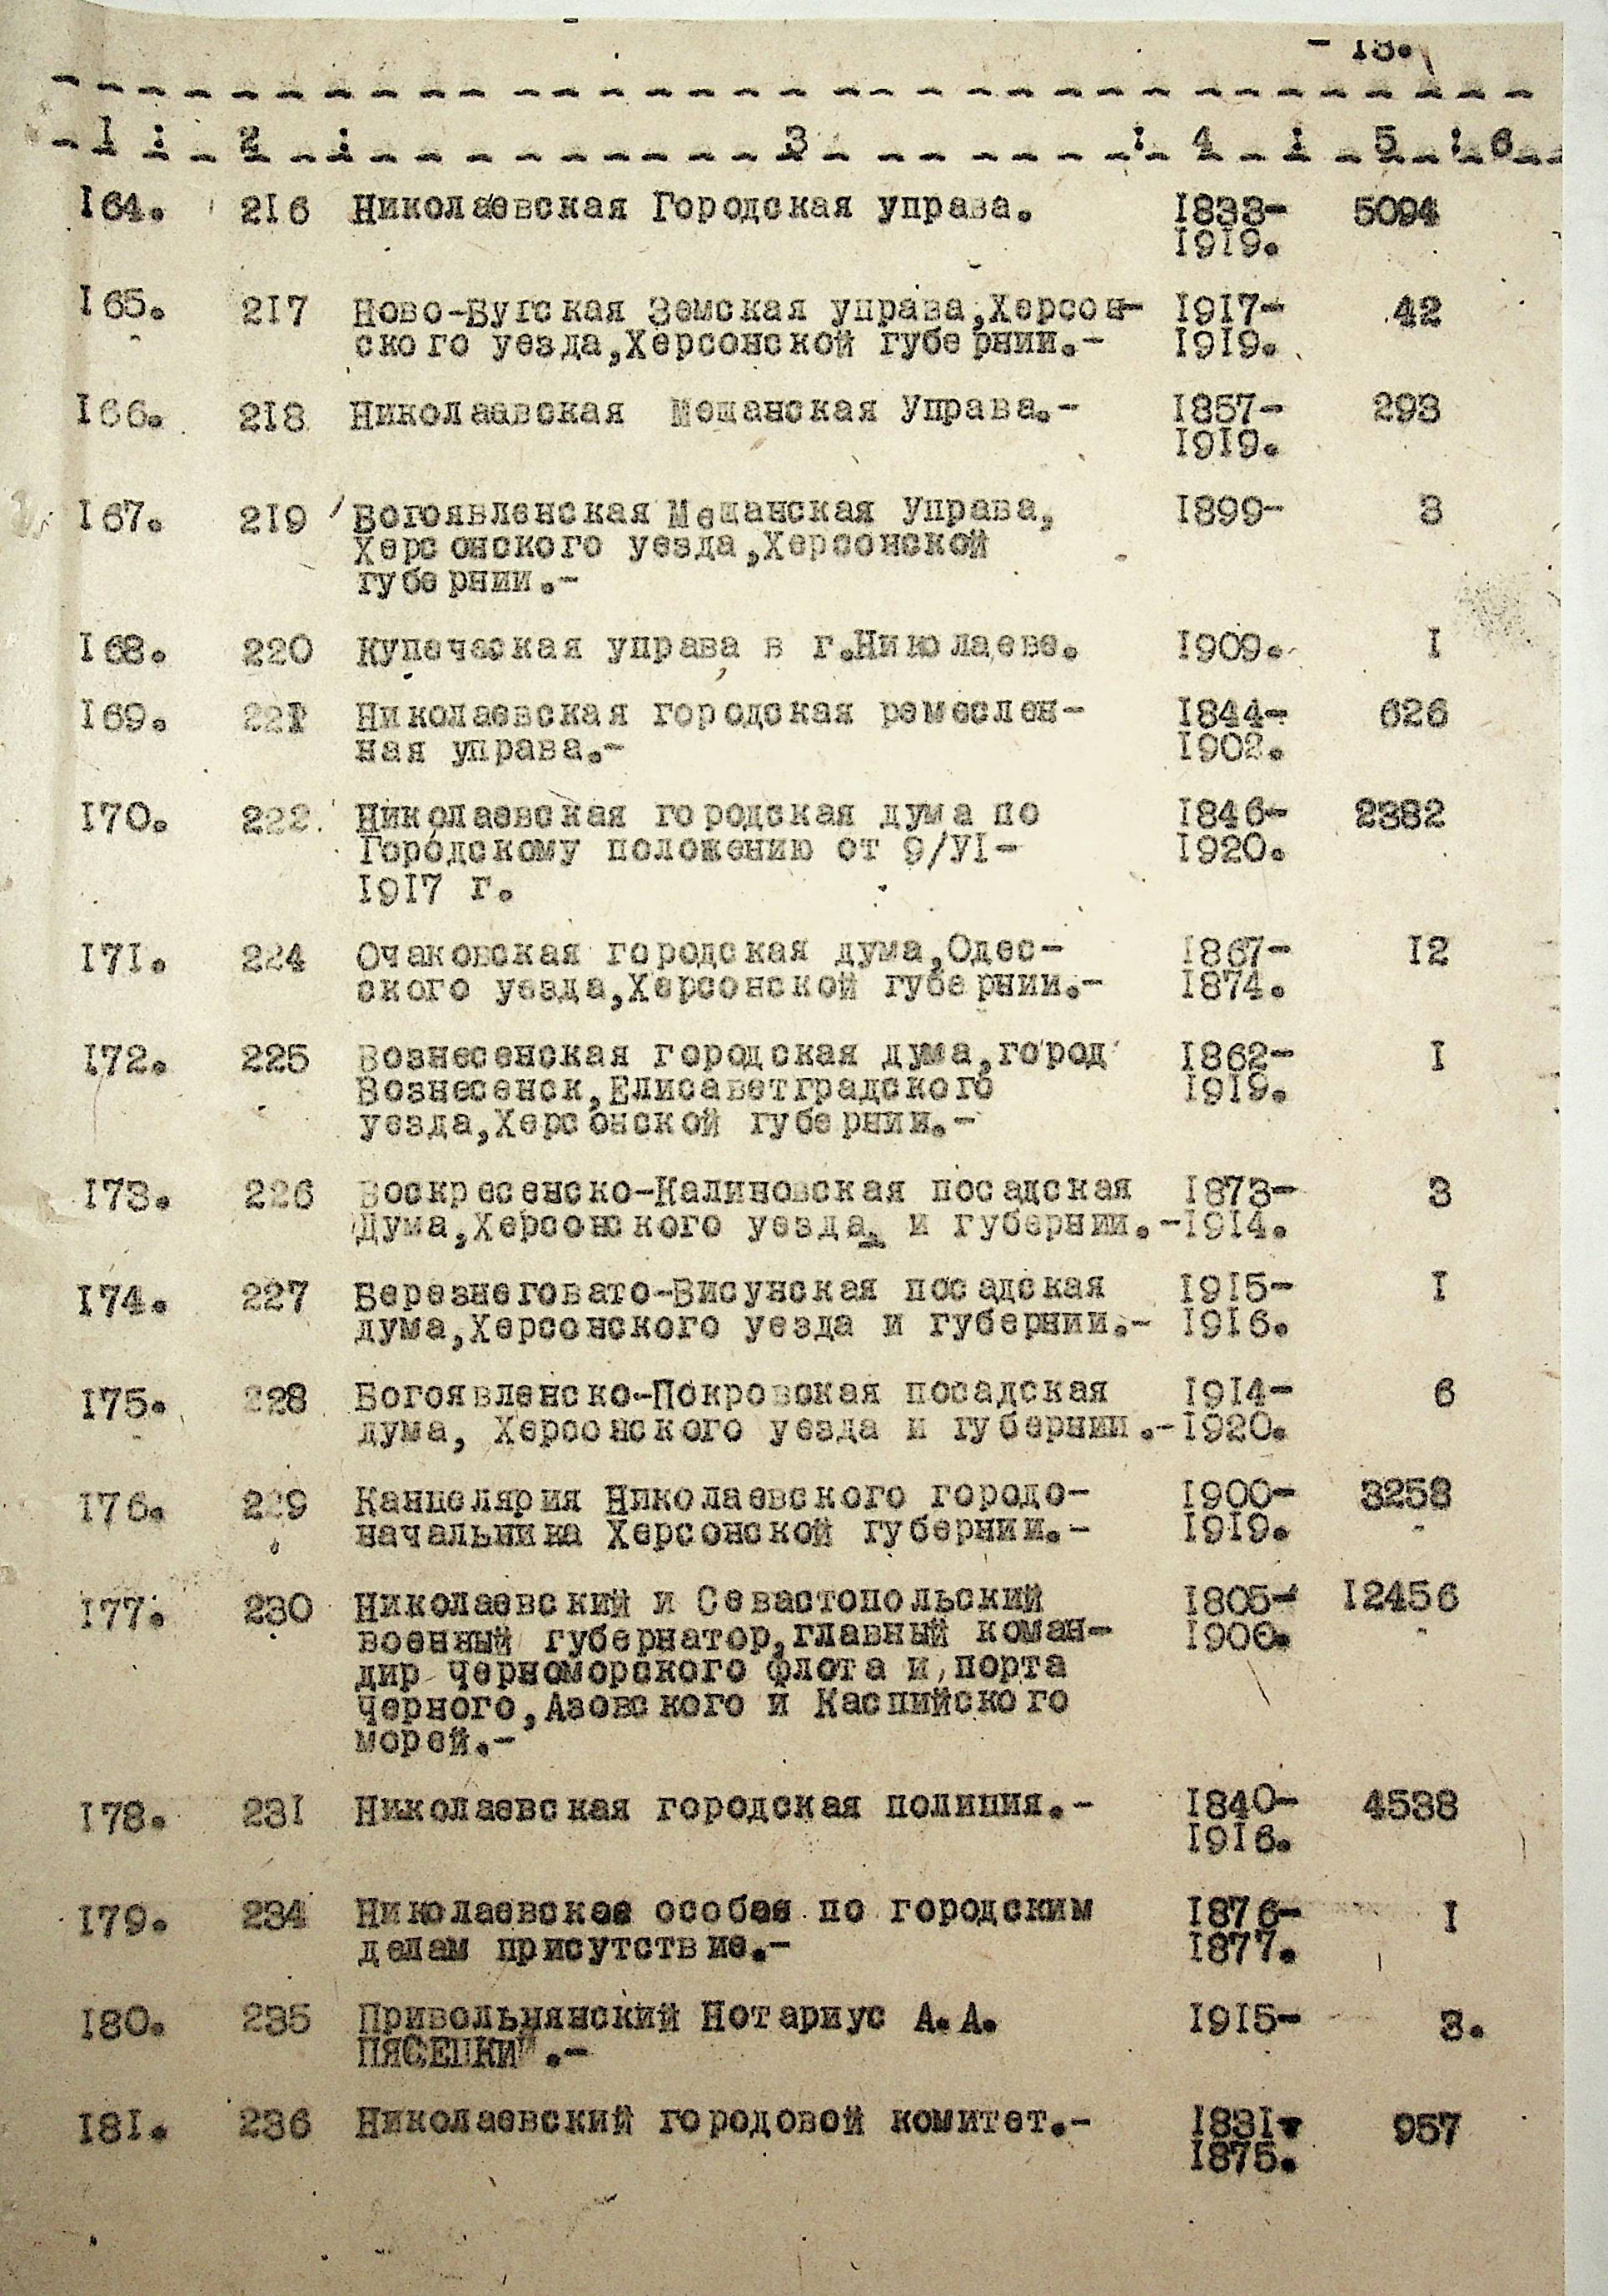 - 13.
1 : 2 : 3 : 4 : 5 : 6
164. 216 Николаевская Городская управа. 1833- 5094
1919.
165. 217 Ново-Бугская Земская управа,Херсон- 1917- 42
ского уезда,Херсонской губернии.- 1919.
166. 218 Николаавская Мещанская Управа.- 1857- 293
1919.
167. 219 Богоявленская Мещанская Управа, 1899- 3
Херсонского уезда,Херсонской
губернии.-
168. 220 Купеческая управа в г.Николаеве. 1909. 1
169. 221 Николаевская городская ремеслен- 1844- 626
ная управа.- 1902.
170. 222. Николаевская городская дума по 1846- 2382
Городскому положению от 9/УІ- 1920.
1917 г.
171. 224 Очаковская городская дума,Одес- 1867- 12
ского уезда,Херсонской губернии.- 1874.
172. 225 Вознесенская городская дума,город 1862- 1
Вознесенск,Елисаветградского 1919.
уезда,Херсонской губернии.-
173. 226 Воскресенско-Калиновская посадская 1873- 3
Дума,Херсонского уезда и губернии.-1914.
174. 227 Березнеговато-Висунская посадская 1915- 1
дума,Херсонского уезда и губернии.- 1916.
175. 228 Богоявленско-Покровская посадская 1914- 6
дума, Херсонского уезда и губернии.-1920.
176. 229 Канцелярия Николаевского городо- 1900- 3258
начальника Херсонской губернии.- 1919.
177. 230 Николаевский и Севастопольский 1805- 12456
военный губернатор,главный коман- 1900.
дир черноморского флота и порта
черного,Азовского и Каспийского
морей.-
178. 231 Николаевская городская полиция.- 1840- 4538
1916.
179. 234 Николаевское особое по городским 1876- 1
делам присутствие.- 1877.
180. 235 Привольнянский Нотариус А.А. 1915- 3.
ПЯСЕЦКИЙ.-
181. 236 Николаевский городовой комитет.- 1831- 957
1875.